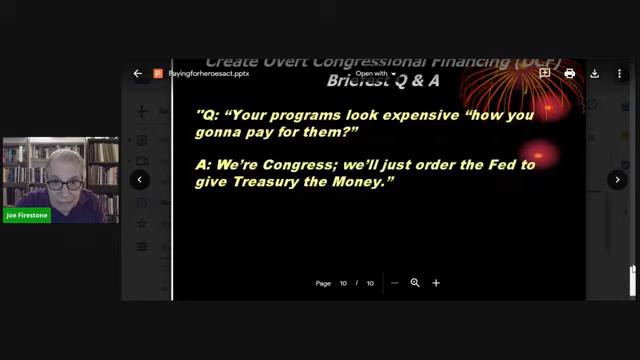 Payingforheroesact.pptx
Open with
Create Overt Congressional Financing (OCF)
Briefest Q & A
"Q: “Your programs look expensive “how you
gonna pay for them?”
A: We’re Congress; we’ll just order the Fed to
give Treasury the Money.”
Joe Firestone
Page 10 / 10